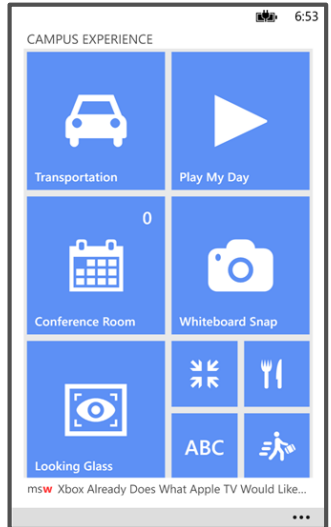 6:53
CAMPUS EXPERIENCE
Transportation
Play My Day
0
Conference Room
Whiteboard Snap
ABC
Looking Glass
msw Xbox Already Does What Apple TV Would Like...